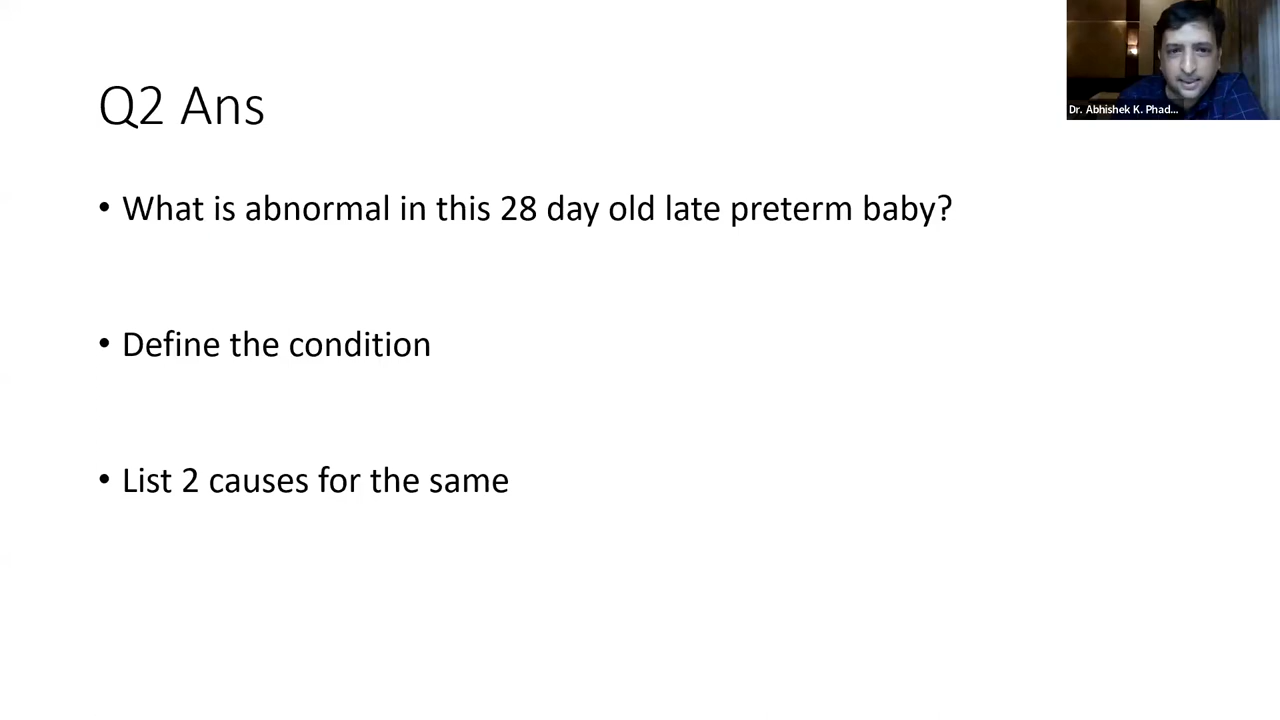 Dr. Abhishek K. Phad...
Q2 Ans
• What is abnormal in this 28 day old late preterm baby?
• Define the condition
• List 2 causes for the same